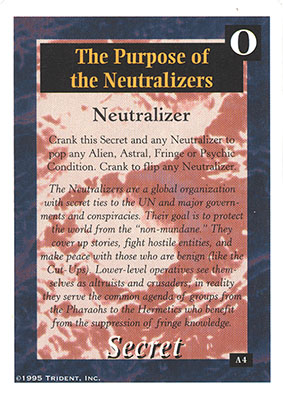 O
The Purpose of
the Neutralizers
Neutralizer
Crank this Secret and any Neutralizer to
pop any Alien, Astral, Fringe or Psychic
Condition. Crank to flip any Neutralizer.
The Neutralizers are a global organization
with secret ties to the UN and major govern-
ments and conspiracies. Their goal is to protect
the world from the "non-mundane." They
cover up stories, fight hostile entities, and
make peace with those who are benign (like the
Cut-Ups). Lower-level operatives see them-
selves as altruists and crusaders; in reality
they serve the common agenda of groups from
the Pharaohs to the Hermetics who benefit
from the suppression of fringe knowledge.
Secret
A4
©1995 TRIDENT, INC.